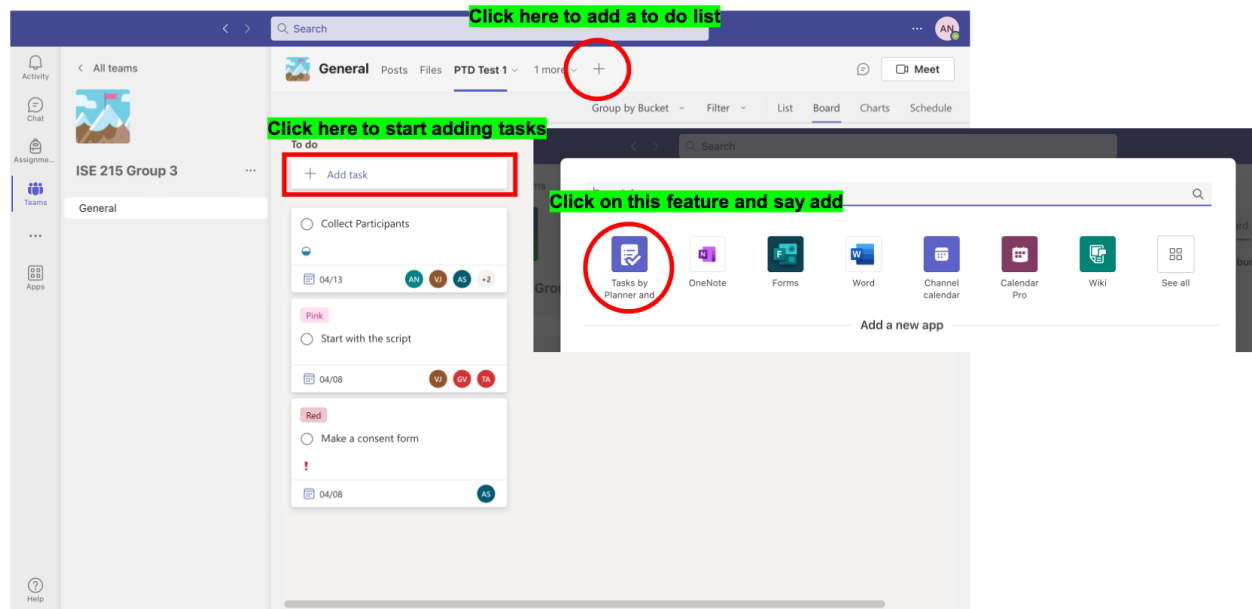 Click here to add a to do list
Search
AN
Activity
Chat
Assignme...
Teams
Apps
Help
All teams
ISE 215 Group 3
General
General Posts Files PTD Test 1 1 more
Meet
Group by Bucket Filter List Board Charts Schedule
Click here to start adding tasks
To do
Add task
Collect Participants
04/13 AN VJ AS +2
Pink
Start with the script
04/08 VJ GV TA
Red
Make a consent form
04/08 AS
Search
Click on this feature and say add
Tasks by
Planner and
OneNote
Forms
Word
Channel
calendar
Calendar
Pro
Wiki
See all
Add a new app